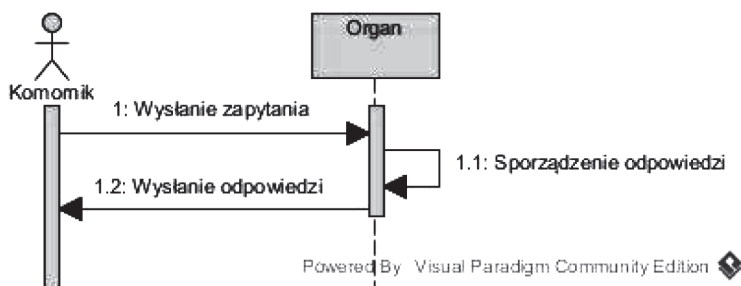 Organ
Komornik
1: Wysłanie zapytania
1.1: Sporządzenie odpowiedzi
1.2: Wysłanie odpowiedzi
Powered By Visual Paradigm Community Edition